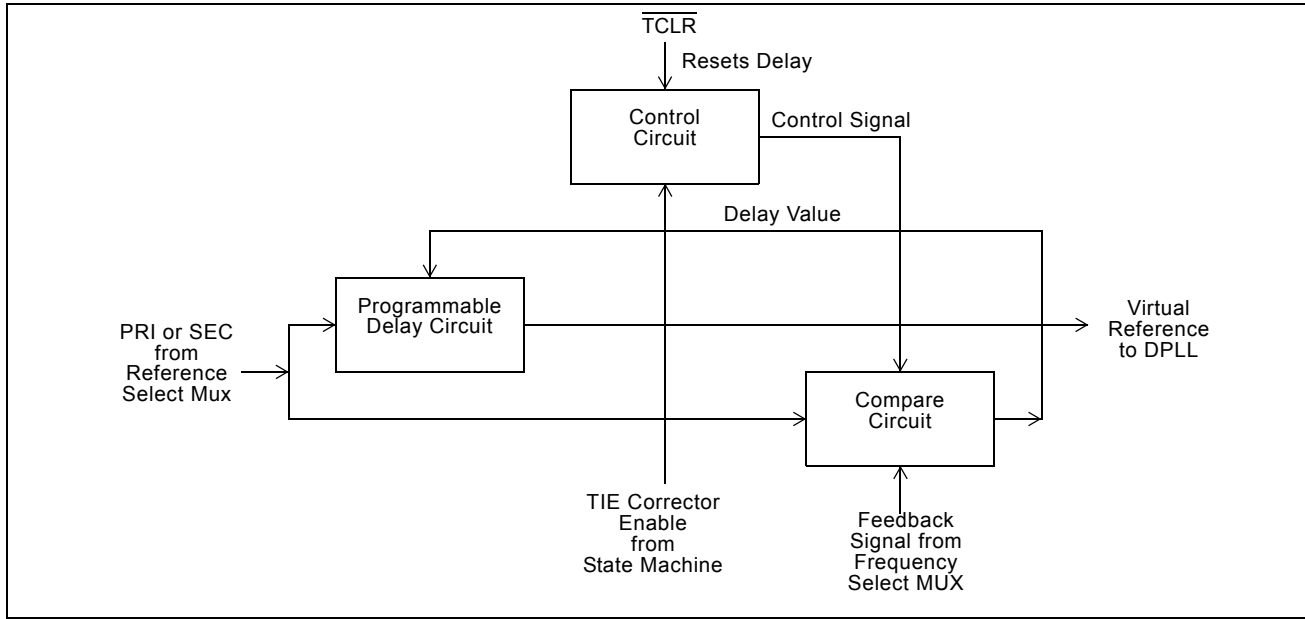 TCLR
Resets Delay
Control
Circuit
Control Signal
Delay Value
Programmable
Delay Circuit
PRI or SEC
from
Reference
Select Mux
Virtual
Reference
to DPLL
Compare
Circuit
TIE Corrector
Enable
from
State Machine
Feedback
Signal from
Frequency
Select MUX